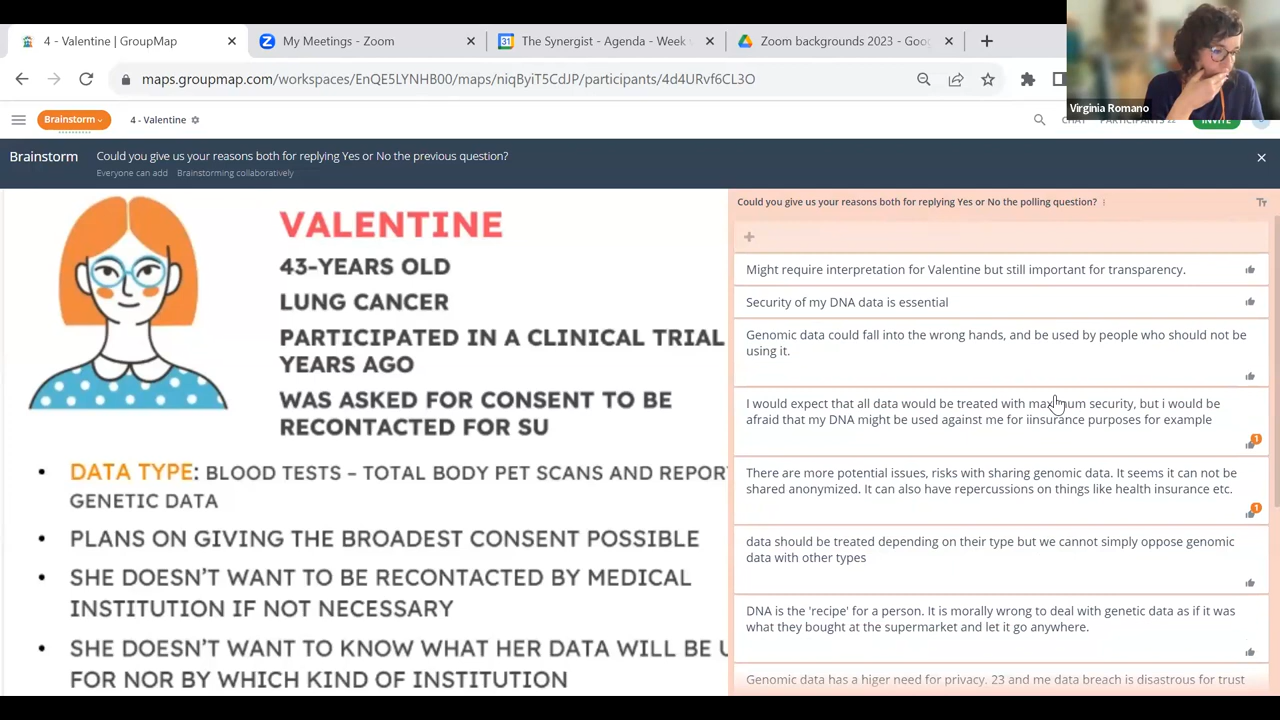 4 - Valentine | GroupMap
My Meetings - Zoom
31
The Synergist - Agenda - Week
Zoom backgrounds 2023 - Goo
maps.groupmap.com/workspaces/EnQE5LYNHB00/maps/niqByiT5CdJP/participants/4d4URvf6CL3O
Virginia Romano
Brainstorm
4 - Valentine
CHAT
PARTICIPANTS 22
INVITE
Brainstorm
Could you give us your reasons both for replying Yes or No the previous question?
Everyone can add
Brainstorming collaboratively
VALENTINE
43-YEARS OLD
LUNG CANCER
PARTICIPATED IN A CLINICAL TRIAL
YEARS AGO
WAS ASKED FOR CONSENT TO BE
RECONTACTED FOR SU
• DATA TYPE: BLOOD TESTS – TOTAL BODY PET SCANS AND REPOR
GENETIC DATA
• PLANS ON GIVING THE BROADEST CONSENT POSSIBLE
• SHE DOESN'T WANT TO BE RECONTACTED BY MEDICAL
INSTITUTION IF NOT NECESSARY
• SHE DOESN'T WANT TO KNOW WHAT HER DATA WILL BE U
FOR NOR BY WHICH KIND OF INSTITUTION
Could you give us your reasons both for replying Yes or No the polling question?
Might require interpretation for Valentine but still important for transparency.
Security of my DNA data is essential
Genomic data could fall into the wrong hands, and be used by people who should not be
using it.
I would expect that all data would be treated with maximum security, but i would be
afraid that my DNA might be used against me for iinsurance purposes for example
1
There are more potential issues, risks with sharing genomic data. It seems it can not be
shared anonymized. It can also have repercussions on things like health insurance etc.
1
data should be treated depending on their type but we cannot simply oppose genomic
data with other types
DNA is the 'recipe' for a person. It is morally wrong to deal with genetic data as if it was
what they bought at the supermarket and let it go anywhere.
Genomic data has a higer need for privacy. 23 and me data breach is disastrous for trust